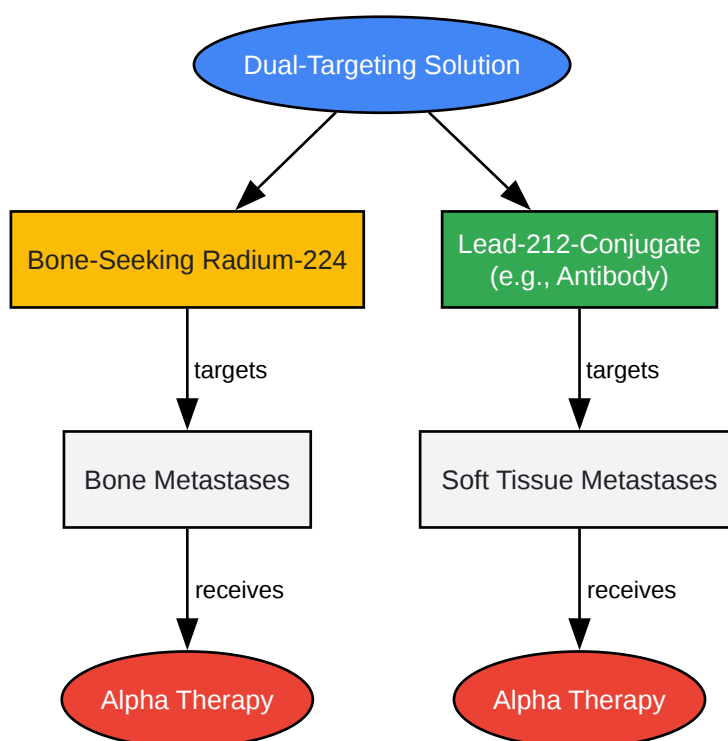 Dual-Targeting Solution
Bone-Seeking Radium-224
Lead-212-Conjugate
(e.g., Antibody)
targets
targets
Bone Metastases
Soft Tissue Metastases
receives
receives
Alpha Therapy
Alpha Therapy